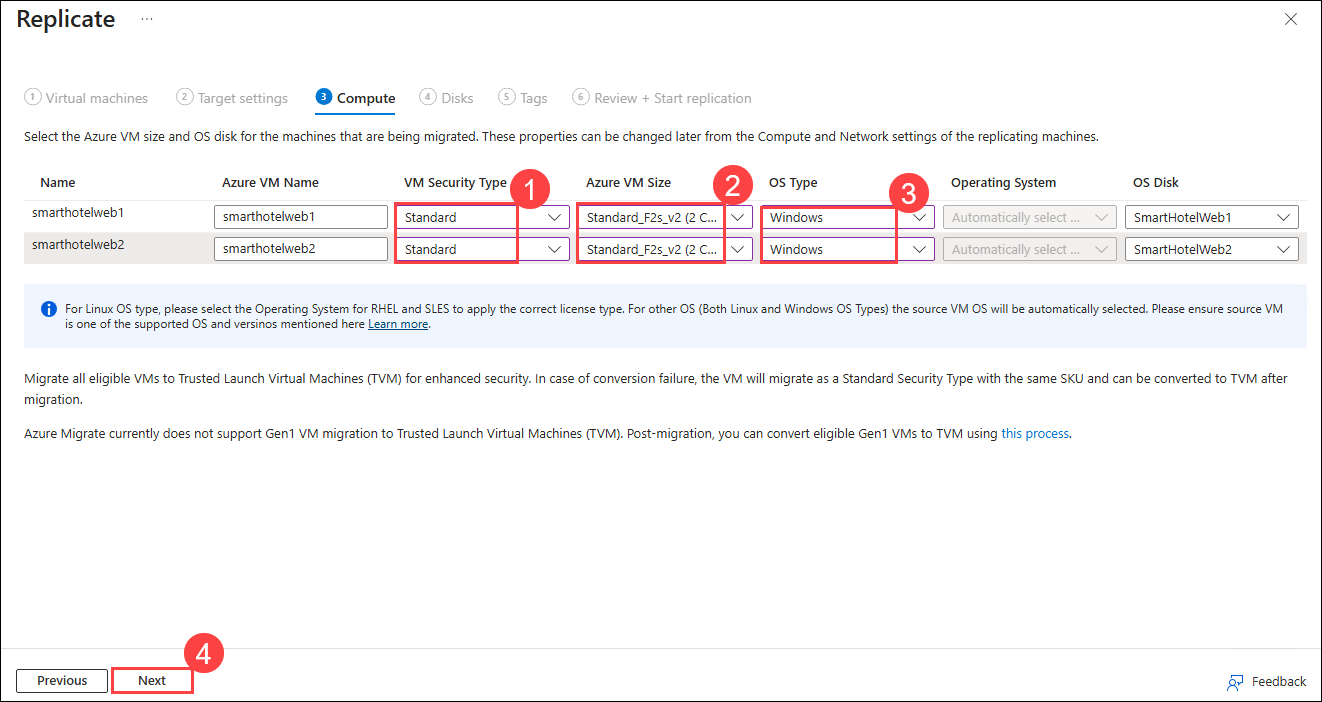 Replicate ...
1 Virtual machines 2 Target settings 3 Compute 4 Disks 5 Tags 6 Review + Start replication
Select the Azure VM size and OS disk for the machines that are being migrated. These properties can be changed later from the Compute and Network settings of the replicating machines.
Name Azure VM Name VM Security Type 1 Azure VM Size 2 OS Type 3 Operating System OS Disk
smarthotelweb1 smarthotelweb1 Standard Standard_F2s_v2 (2 C... Windows Automatically select ... SmartHotelWeb1
smarthotelweb2 smarthotelweb2 Standard Standard_F2s_v2 (2 C... Windows Automatically select ... SmartHotelWeb2
For Linux OS type, please select the Operating System for RHEL and SLES to apply the correct license type. For other OS (Both Linux and Windows OS Types) the source VM OS will be automatically selected. Please ensure source VM
is one of the supported OS and versinos mentioned here Learn more.
Migrate all eligible VMs to Trusted Launch Virtual Machines (TVM) for enhanced security. In case of conversion failure, the VM will migrate as a Standard Security Type with the same SKU and can be converted to TVM after
migration.
Azure Migrate currently does not support Gen1 VM migration to Trusted Launch Virtual Machines (TVM). Post-migration, you can convert eligible Gen1 VMs to TVM using this process.
4
Previous Next Feedback